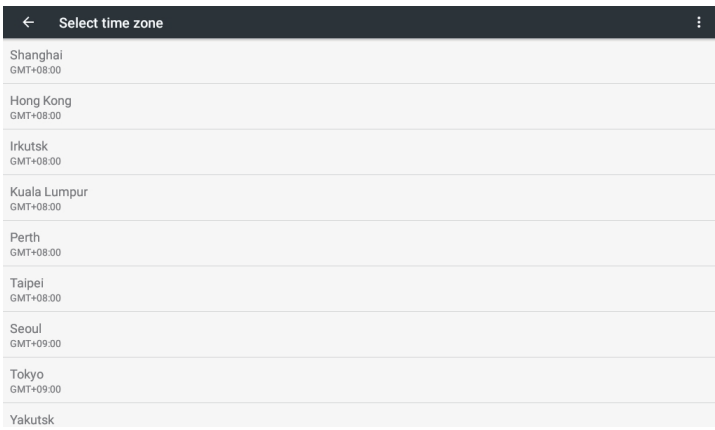 Select time zone
Shanghai
GMT+08:00
Hong Kong
GMT+08:00
Irkutsk
GMT+08:00
Kuala Lumpur
GMT+08:00
Perth
GMT+08:00
Taipei
GMT+08:00
Seoul
GMT+09:00
Tokyo
GMT+09:00
Yakutsk